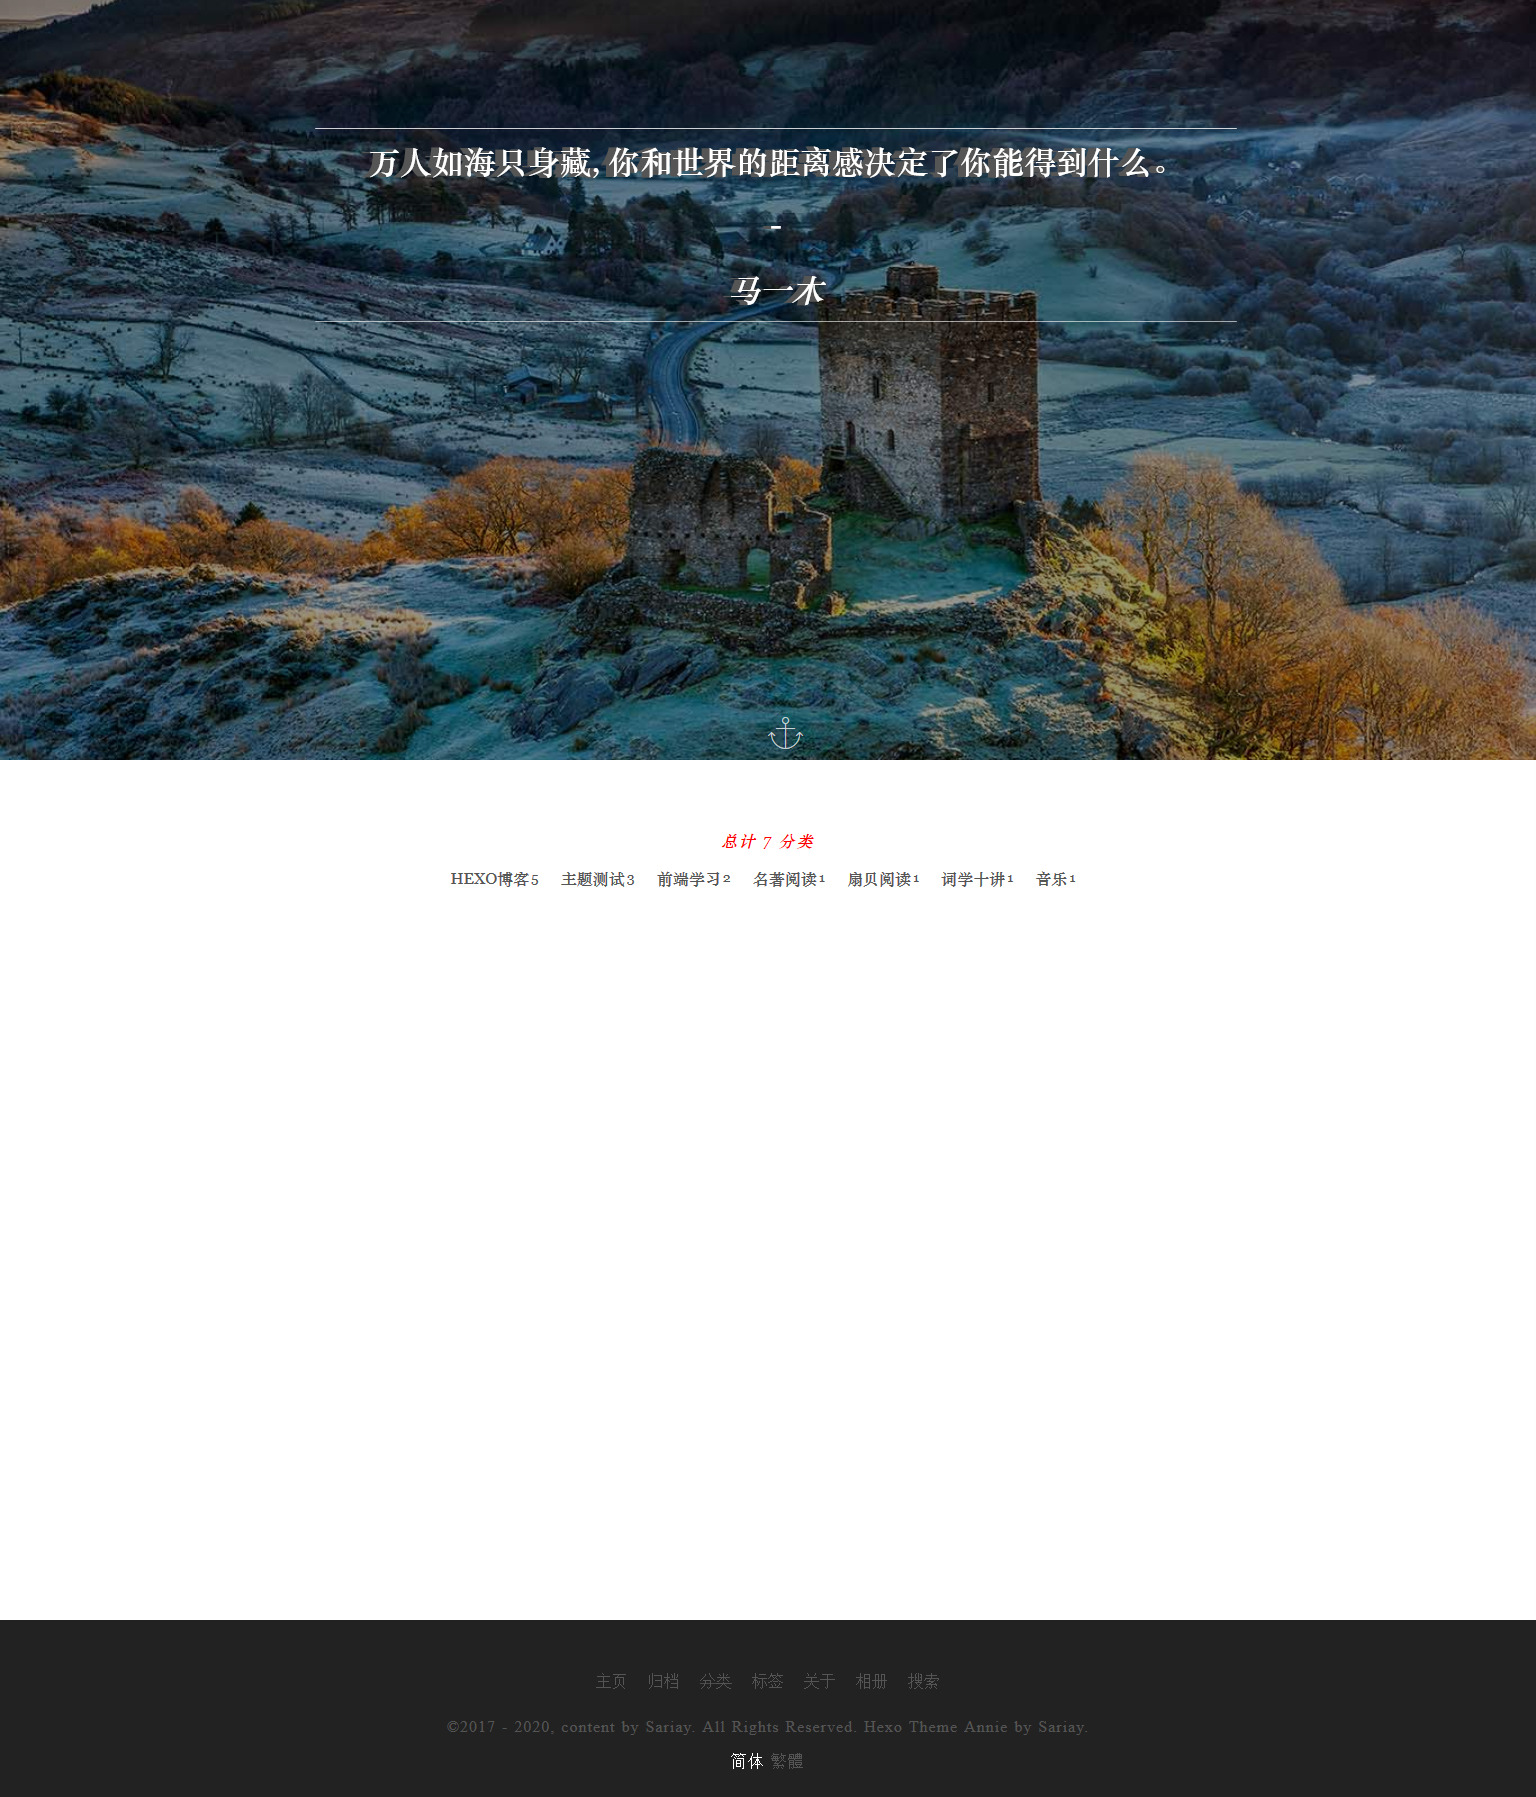 万人如海只身藏，你和世界的距离感决定了你能得到什么。
-
马一木
总计 7 分类
HEXO博客5 主题测试3 前端学习2 名著阅读1 扇贝阅读1 词学十讲1 音乐1
主页 归档 分类 标签 关于 相册 搜索
©2017 - 2020, content by Sariay. All Rights Reserved. Hexo Theme Annie by Sariay.
简体 繁體